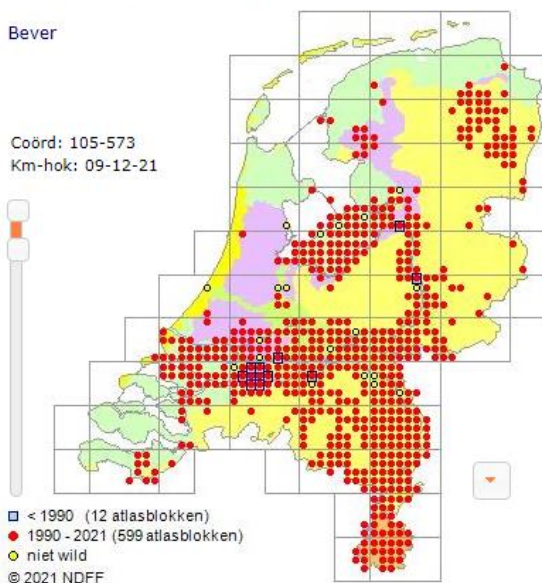 Bever
Coörd: 105-573
Km-hok: 09-12-21
< 1990 (12 atlasblokken)
1990 - 2021 (599 atlasblokken)
niet wild
© 2021 NDFF